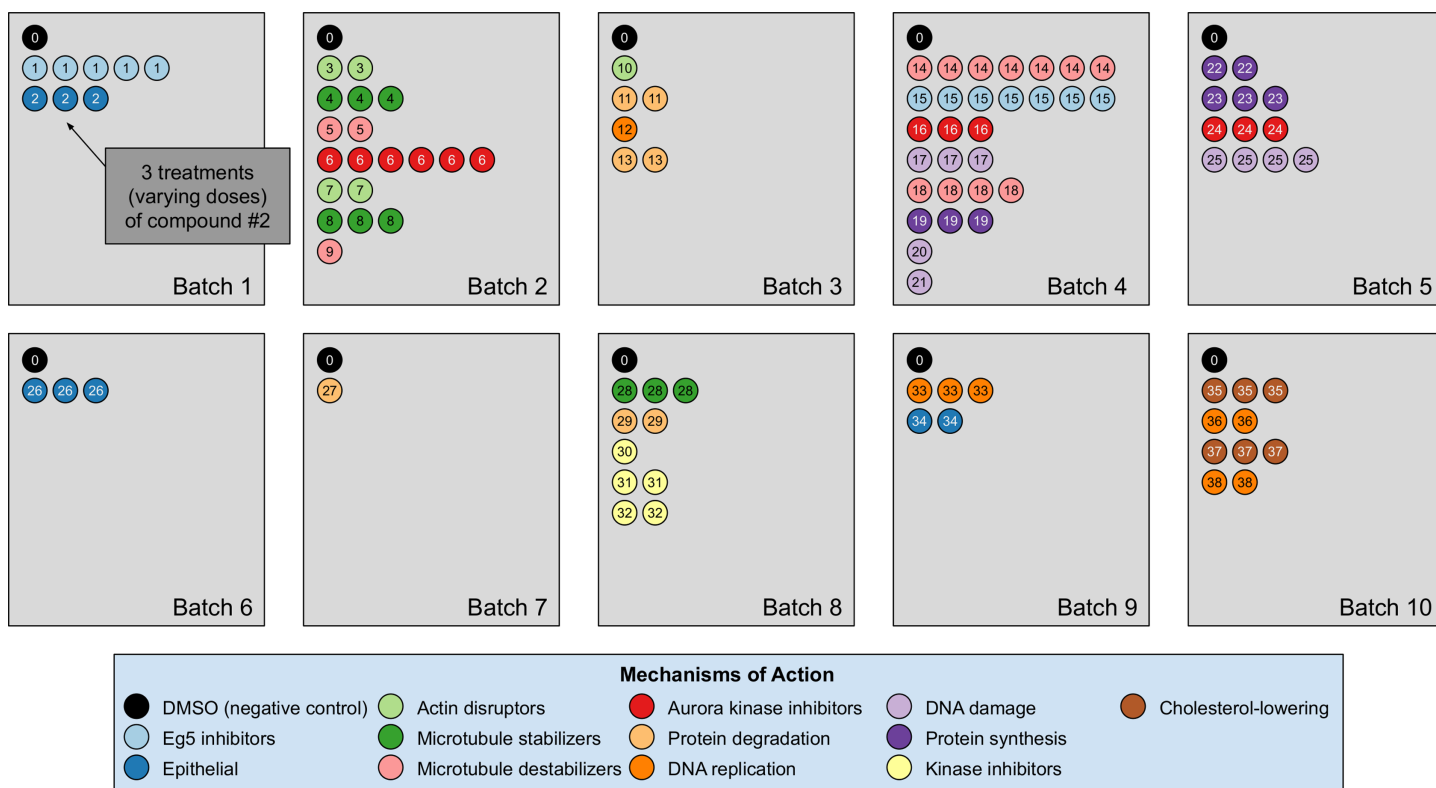 0
1 1 1 1 1
2 2 2
3 treatments
(varying doses)
of compound #2
Batch 1
0
3 3
4 4 4
5 5
6 6 6 6 6 6
7 7
8 8 8
9
Batch 2
0
10
11 11
12
13 13
Batch 3
0
14 14 14 14 14 14 14
15 15 15 15 15 15 15
16 16 16
17 17 17
18 18 18 18
19 19 19
20
21
Batch 4
0
22 22
23 23 23
24 24 24
25 25 25 25
Batch 5
0
26 26 26
Batch 6
0
27
Batch 7
0
28 28 28
29 29
30
31 31
32 32
Batch 8
0
33 33 33
34 34
Batch 9
0
35 35 35
36 36
37 37 37
38 38
Batch 10
Mechanisms of Action
DMSO (negative control)
Eg5 inhibitors
Epithelial
Actin disruptors
Microtubule stabilizers
Microtubule destabilizers
Aurora kinase inhibitors
Protein degradation
DNA replication
DNA damage
Protein synthesis
Kinase inhibitors
Cholesterol-lowering